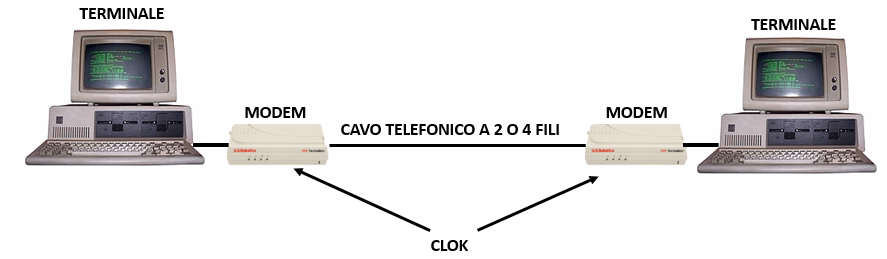 TERMINALE
TERMINALE
MODEM
MODEM
CAVO TELEFONICO A 2 O 4 FILI
CLOK